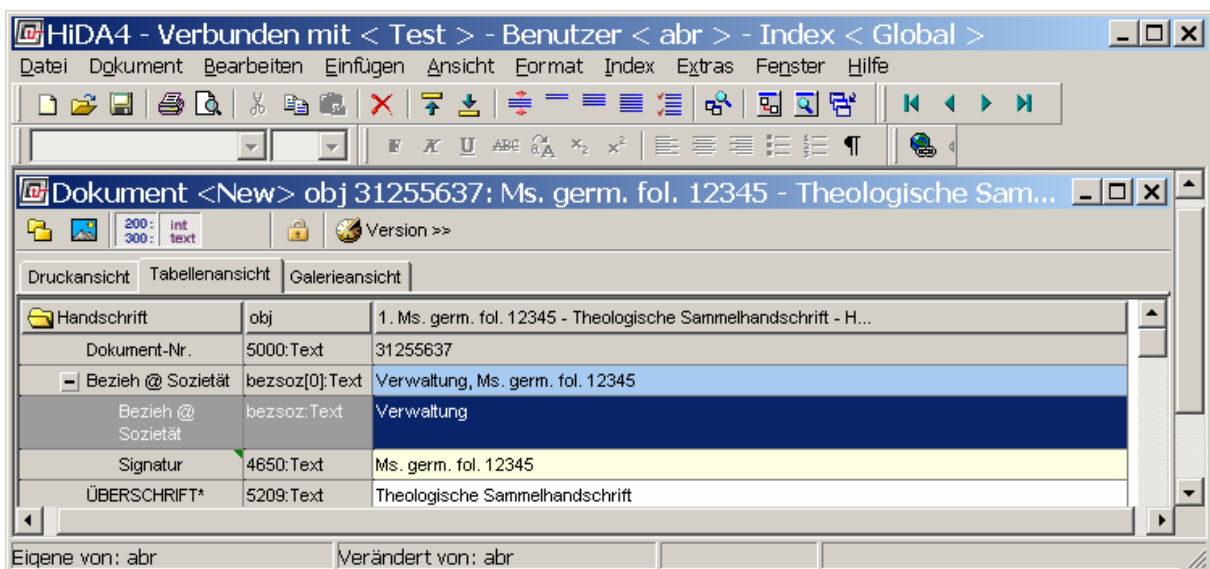 HiDA4 - Verbunden mit < Test > - Benutzer < abr > - Index < Global >
Datei Dokument Bearbeiten Einfügen Ansicht Format Index Extras Fenster Hilfe
F K U ABC
Dokument <New> obj 31255637: Ms. germ. fol. 12345 - Theologische Sam...
200: int
300: text
Version >>
Druckansicht Tabellenansicht Galerieansicht
Handschrift obj 1. Ms. germ. fol. 12345 - Theologische Sammelhandschrift - H...
Dokument-Nr. 5000:Text 31255637
Bezieh @ Sozietät bezsoz[0]:Text Verwaltung, Ms. germ. fol. 12345
Bezieh @ bezsoz:Text Verwaltung
Sozietät
Signatur 4650:Text Ms. germ. fol. 12345
ÜBERSCHRIFT* 5209:Text Theologische Sammelhandschrift
Eigene von: abr Verändert von: abr